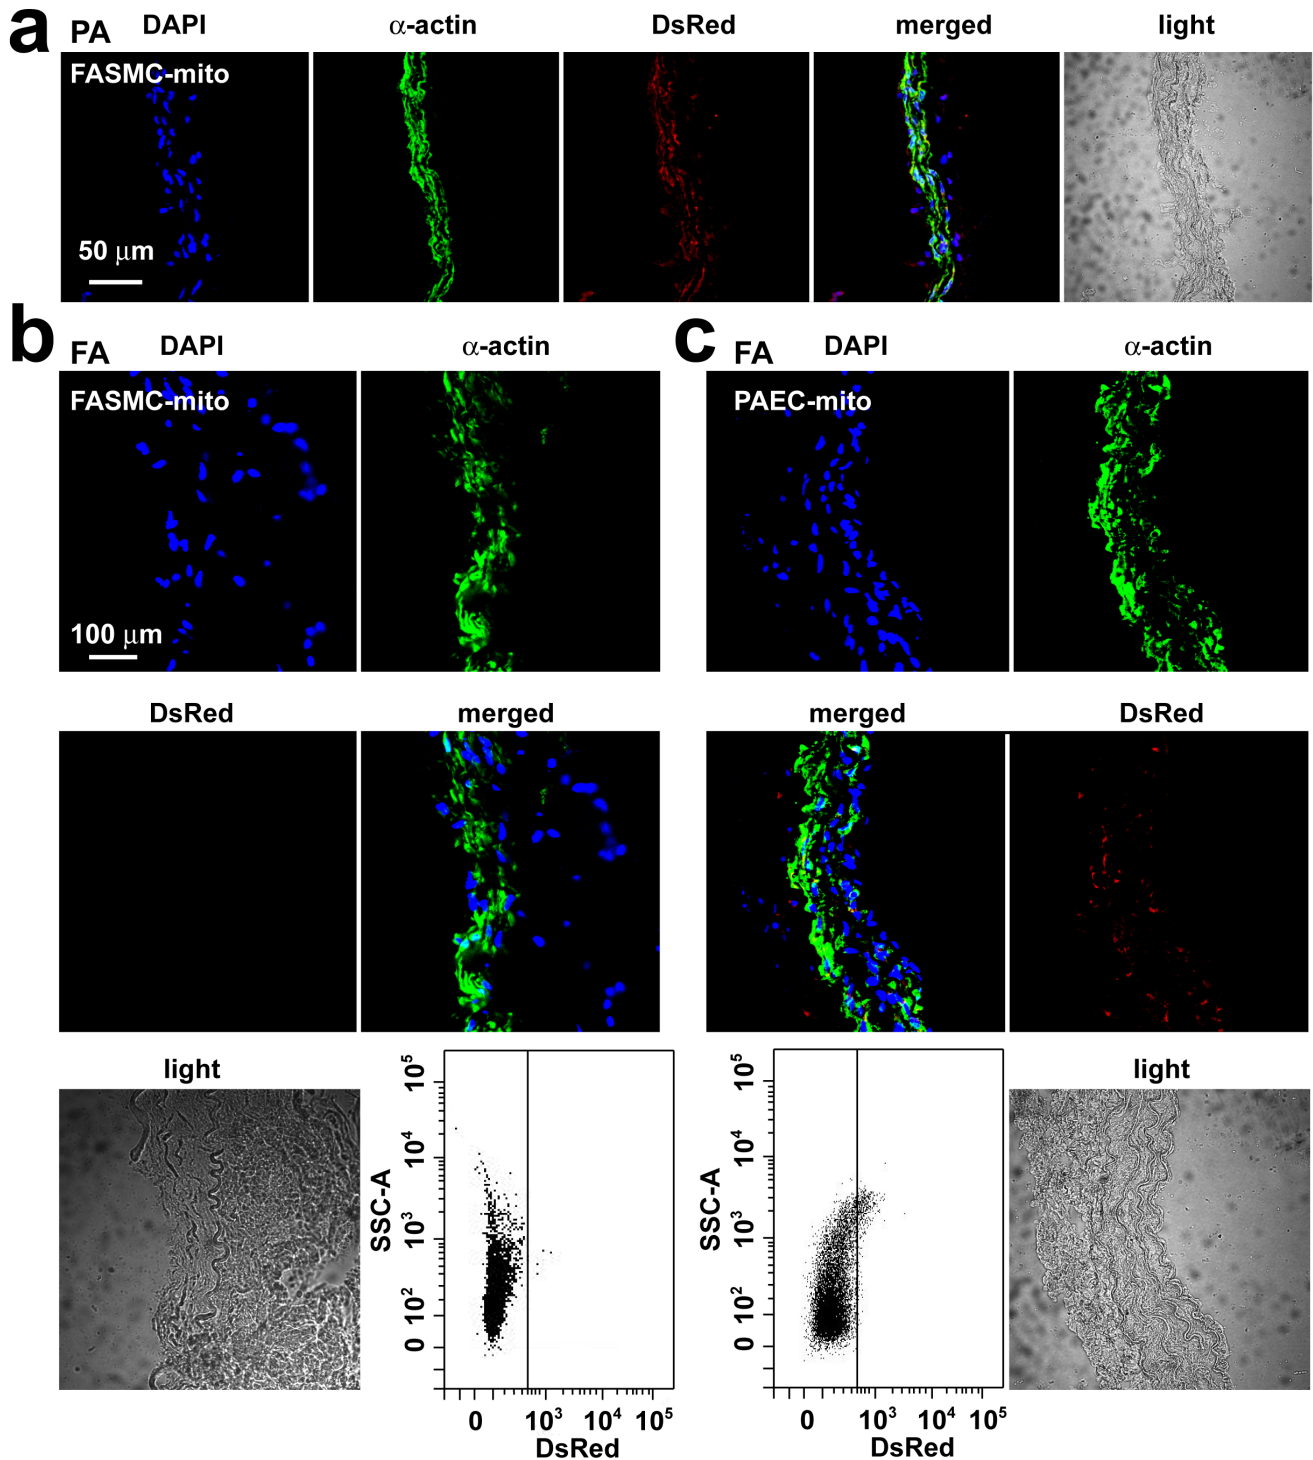 a PA DAPI α-actin DsRed merged light
FASMC-mito
50 μm
b FA DAPI α-actin
FASMC-mito
100 μm
c FA DAPI α-actin
PAEC-mito
DsRed merged
merged DsRed
light
SSC-A
10⁵
10⁴
10³
10²
0
0 10³ 10⁴ 10⁵
DsRed
SSC-A
10⁵
10⁴
10³
10²
0
0 10³ 10⁴ 10⁵
DsRed
light